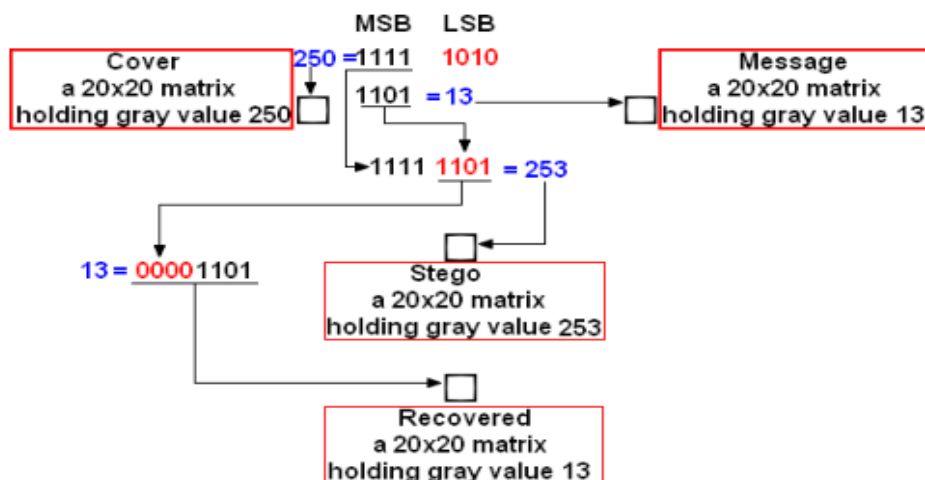 MSB LSB
Cover
a 20x20 matrix
holding gray value 250
250 = 1111 1010
1101 = 13
Message
a 20x20 matrix
holding gray value 13
1111 1101 = 253
13 = 00001101
Stego
a 20x20 matrix
holding gray value 253
Recovered
a 20x20 matrix
holding gray value 13